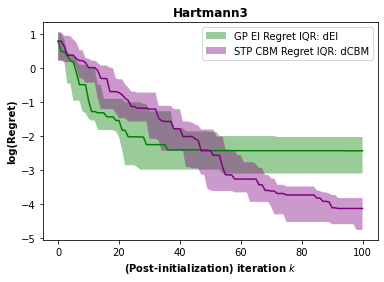 Hartmann3
GP EI Regret IQR: dEI
STP CBM Regret IQR: dCBM
log(Regret)
1
0
−1
−2
−3
−4
−5
0 20 40 60 80 100
(Post-initialization) iteration k